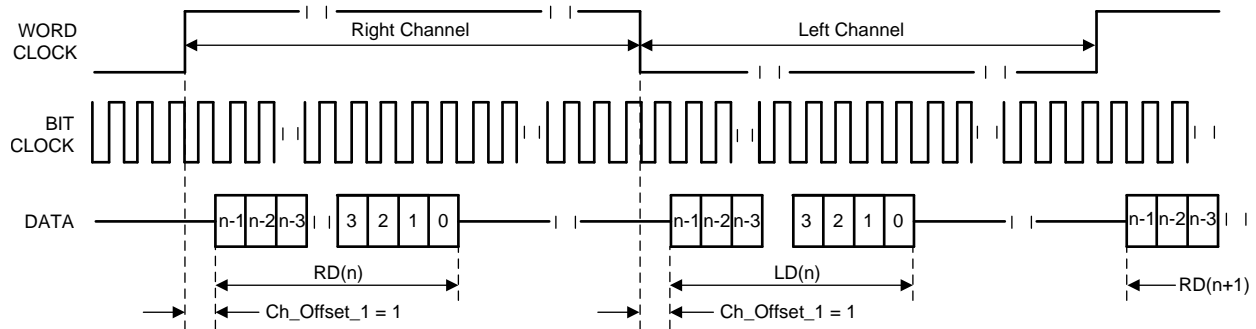 WORD
CLOCK
Right Channel
Left Channel
BIT
CLOCK
DATA
n-1 n-2 n-3 3 2 1 0 n-1 n-2 n-3 3 2 1 0 n-1 n-2 n-3
RD(n)
LD(n)
RD(n+1)
Ch_Offset_1 = 1
Ch_Offset_1 = 1